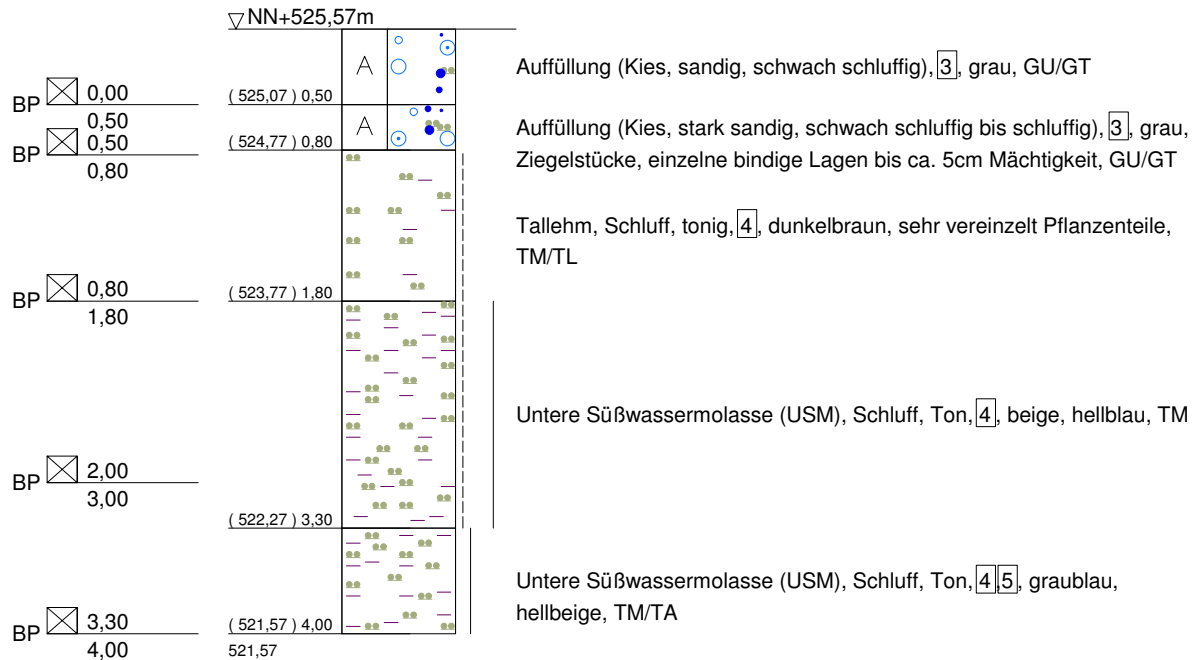 NN+525,57m
A
Auffüllung (Kies, sandig, schwach schluffig), 3, grau, GU/GT
BP 0,00
0,50
(525,07) 0,50
A
Auffüllung (Kies, stark sandig, schwach schluffig bis schluffig), 3, grau,
Ziegelstücke, einzelne bindige Lagen bis ca. 5cm Mächtigkeit, GU/GT
BP 0,50
0,80
(524,77) 0,80
Tallehm, Schluff, tonig, 4, dunkelbraun, sehr vereinzelt Pflanzenteile,
TM/TL
BP 0,80
1,80
(523,77) 1,80
Untere Süßwassermolasse (USM), Schluff, Ton, 4, beige, hellblau, TM
BP 2,00
3,00
(522,27) 3,30
Untere Süßwassermolasse (USM), Schluff, Ton, 4, 5, graublau,
hellbeige, TM/TA
BP 3,30
4,00
(521,57) 4,00
521,57